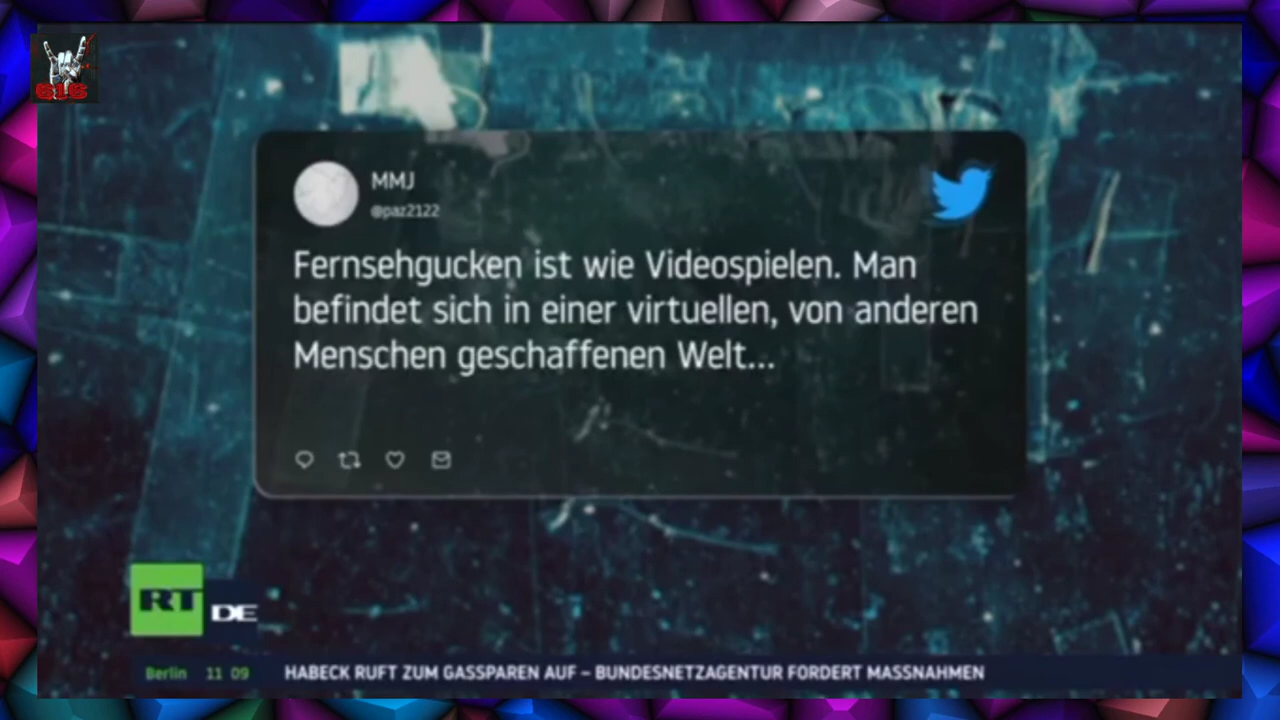 616
MMJ
@paz2122
Fernsehgucken ist wie Videospielen. Man
befindet sich in einer virtuellen, von anderen
Menschen geschaffenen Welt...
RT DE
Berlin 11 09 HABECK RUFT ZUM GASSPAREN AUF – BUNDESNETZAGENTUR FORDERT MASSNAHMEN